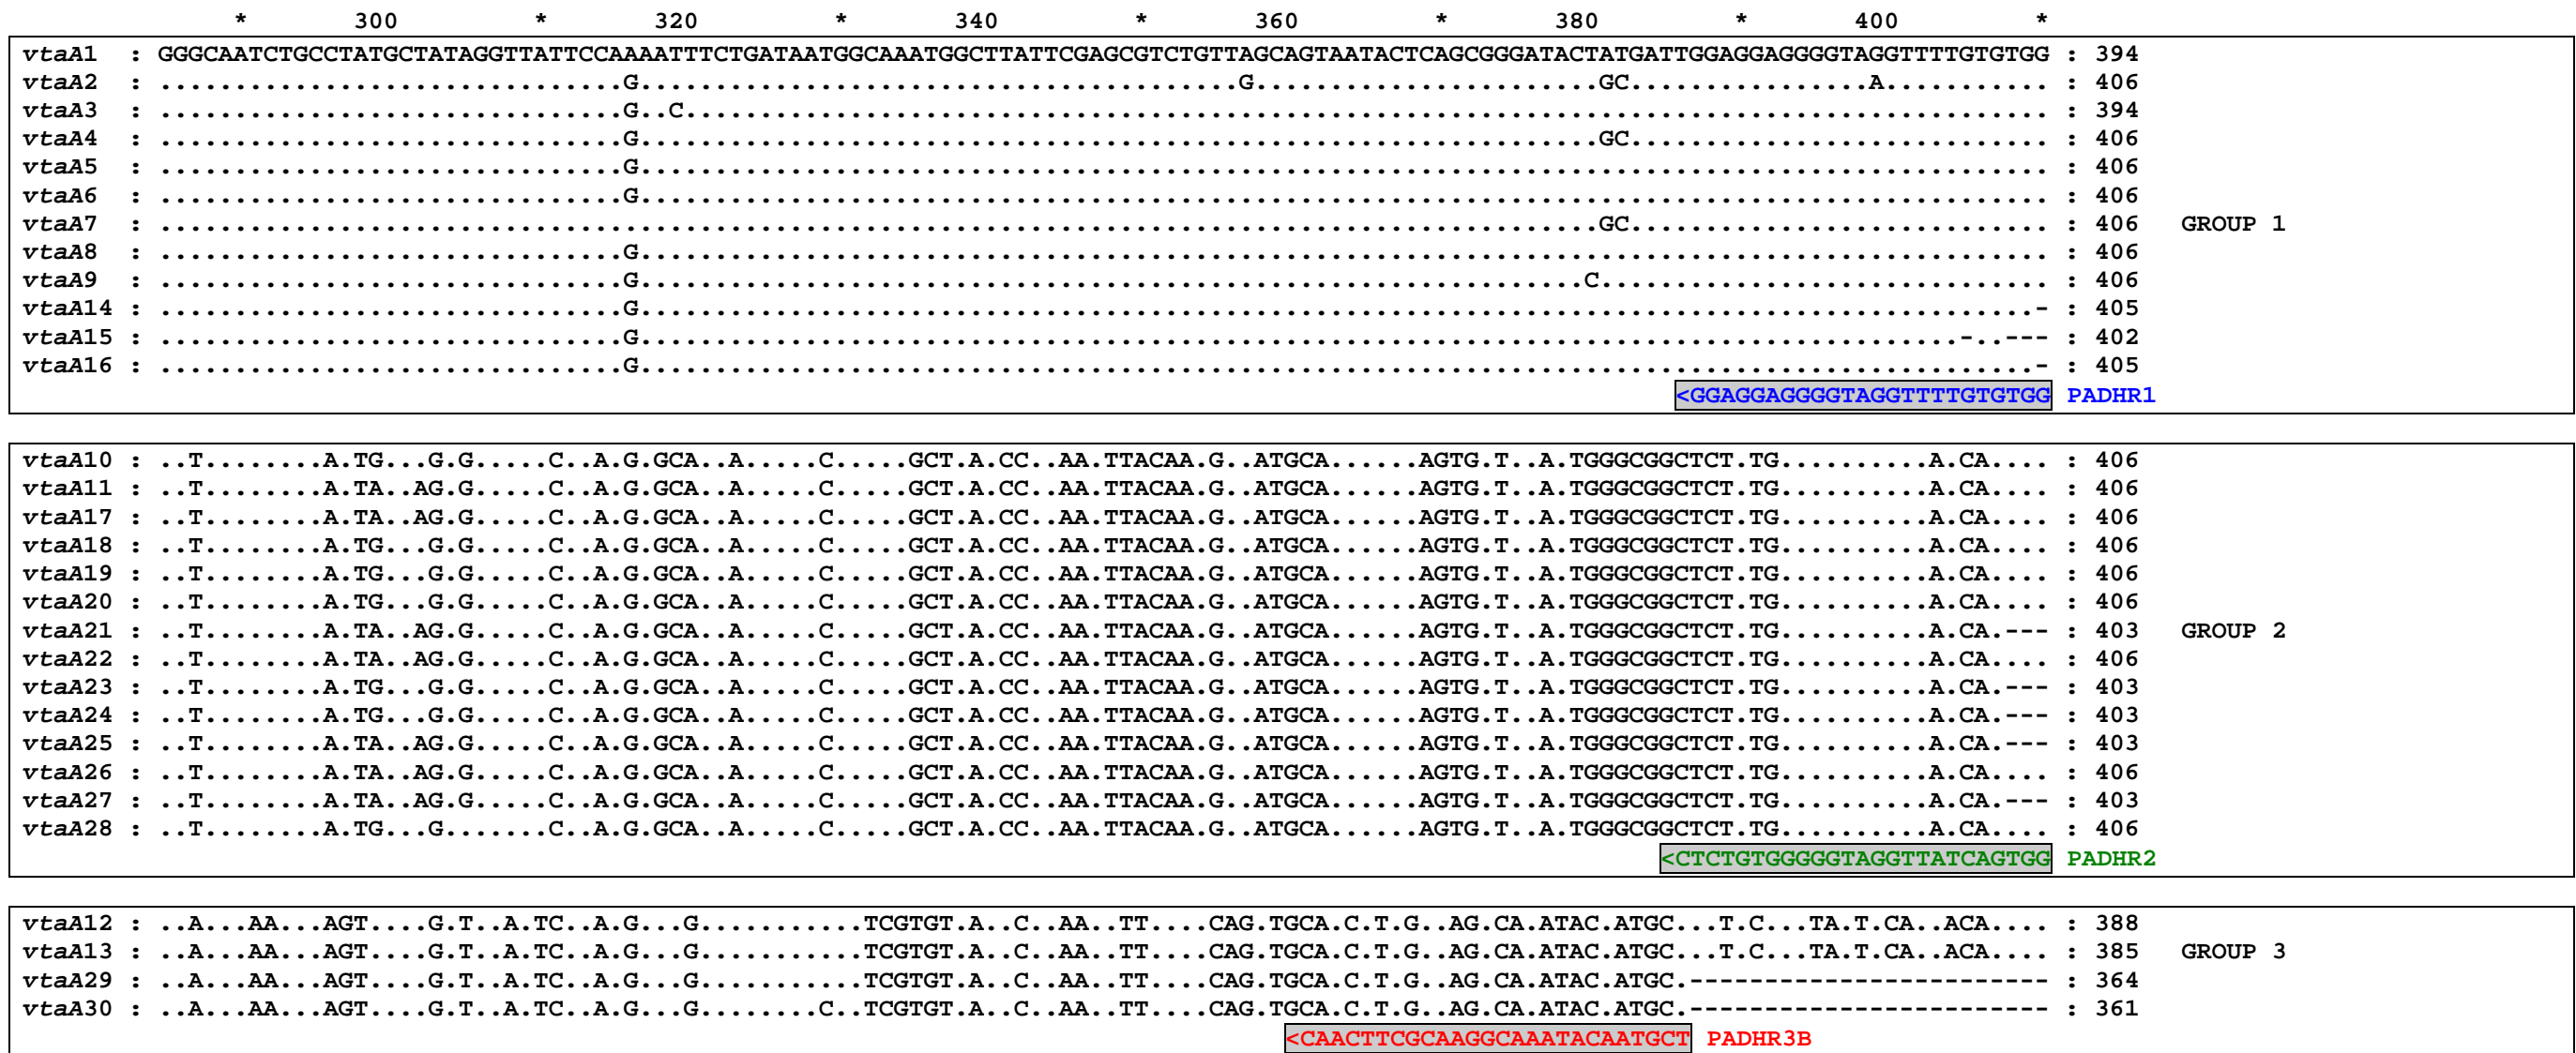 * 300 * 320 * 340 * 360 * 380 * 400 *
vtaA1 : GGGCAATCTGCCTATGCTATAGGTTATTCCAAAATTTCTGATAATGGCAAATGGCTTATTCGAGCGTCTGTTAGCAGTAATACTCAGCGGGATACTATGATTGGAGGAGGGGTAGGTTTTGTGTGG : 394
vtaA2 : ...............................G........................................G.......................GC................A........... : 406
vtaA3 : ...............................G..C........................................................................................... : 394
vtaA4 : ...............................G................................................................GC............................ : 406
vtaA5 : ...............................G.............................................................................................. : 406
vtaA6 : ...............................G.............................................................................................. : 406
vtaA7 : ................................................................................................GC............................ : 406 GROUP 1
vtaA8 : ...............................G.............................................................................................. : 406
vtaA9 : ...............................G...............................................................C.............................. : 406
vtaA14 : ...............................G.............................................................................................- : 405
vtaA15 : ...............................G........................................................................................-..--- : 402
vtaA16 : ...............................G.............................................................................................- : 405
<GGAGGAGGGGTAGGTTTTGTGTGG PADHR1
vtaA10 : ..T........A.TG...G.G.....C..A.G.GCA..A.....C.....GCT.A.CC..AA.TTACAA.G..ATGCA......AGTG.T..A.TGGGCGGCTCT.TG..........A.CA.... : 406
vtaA11 : ..T........A.TA..AG.G.....C..A.G.GCA..A.....C.....GCT.A.CC..AA.TTACAA.G..ATGCA......AGTG.T..A.TGGGCGGCTCT.TG..........A.CA.... : 406
vtaA17 : ..T........A.TA..AG.G.....C..A.G.GCA..A.....C.....GCT.A.CC..AA.TTACAA.G..ATGCA......AGTG.T..A.TGGGCGGCTCT.TG..........A.CA.... : 406
vtaA18 : ..T........A.TG...G.G.....C..A.G.GCA..A.....C.....GCT.A.CC..AA.TTACAA.G..ATGCA......AGTG.T..A.TGGGCGGCTCT.TG..........A.CA.... : 406
vtaA19 : ..T........A.TG...G.G.....C..A.G.GCA..A.....C.....GCT.A.CC..AA.TTACAA.G..ATGCA......AGTG.T..A.TGGGCGGCTCT.TG..........A.CA.... : 406
vtaA20 : ..T........A.TG...G.G.....C..A.G.GCA..A.....C.....GCT.A.CC..AA.TTACAA.G..ATGCA......AGTG.T..A.TGGGCGGCTCT.TG..........A.CA.... : 406
vtaA21 : ..T........A.TA..AG.G.....C..A.G.GCA..A.....C.....GCT.A.CC..AA.TTACAA.G..ATGCA......AGTG.T..A.TGGGCGGCTCT.TG..........A.CA.--- : 403 GROUP 2
vtaA22 : ..T........A.TA..AG.G.....C..A.G.GCA..A.....C.....GCT.A.CC..AA.TTACAA.G..ATGCA......AGTG.T..A.TGGGCGGCTCT.TG..........A.CA.... : 406
vtaA23 : ..T........A.TG...G.G.....C..A.G.GCA..A.....C.....GCT.A.CC..AA.TTACAA.G..ATGCA......AGTG.T..A.TGGGCGGCTCT.TG..........A.CA.--- : 403
vtaA24 : ..T........A.TG...G.G.....C..A.G.GCA..A.....C.....GCT.A.CC..AA.TTACAA.G..ATGCA......AGTG.T..A.TGGGCGGCTCT.TG..........A.CA.--- : 403
vtaA25 : ..T........A.TA..AG.G.....C..A.G.GCA..A.....C.....GCT.A.CC..AA.TTACAA.G..ATGCA......AGTG.T..A.TGGGCGGCTCT.TG..........A.CA.--- : 403
vtaA26 : ..T........A.TA..AG.G.....C..A.G.GCA..A.....C.....GCT.A.CC..AA.TTACAA.G..ATGCA......AGTG.T..A.TGGGCGGCTCT.TG..........A.CA.... : 406
vtaA27 : ..T........A.TA..AG.G.....C..A.G.GCA..A.....C.....GCT.A.CC..AA.TTACAA.G..ATGCA......AGTG.T..A.TGGGCGGCTCT.TG..........A.CA.--- : 403
vtaA28 : ..T........A.TG...G.......C..A.G.GCA..A.....C.....GCT.A.CC..AA.TTACAA.G..ATGCA......AGTG.T..A.TGGGCGGCTCT.TG..........A.CA.... : 406
<CTCTGTGGGGGTAGGTTATCAGTGG PADHR2
vtaA12 : ..A...AA...AGT....G.T..A.TC..A.G...G...........TCGTGT.A..C..AA..TT....CAG.TGCA.C.T.G..AG.CA.ATAC.ATGC...T.C...TA.T.CA..ACA.... : 388
vtaA13 : ..A...AA...AGT....G.T..A.TC..A.G...G...........TCGTGT.A..C..AA..TT....CAG.TGCA.C.T.G..AG.CA.ATAC.ATGC...T.C...TA.T.CA..ACA.... : 385 GROUP 3
vtaA29 : ..A...AA...AGT....G.T..A.TC..A.G...G...........TCGTGT.A..C..AA..TT....CAG.TGCA.C.T.G..AG.CA.ATAC.ATGC.------------------------ : 364
vtaA30 : ..A...AA...AGT....G.T..A.TC..A.G...G........C..TCGTGT.A..C..AA..TT....CAG.TGCA.C.T.G..AG.CA.ATAC.ATGC.------------------------ : 361
<CAACTTCGCAAGGCAAATACAATGCT PADHR3B